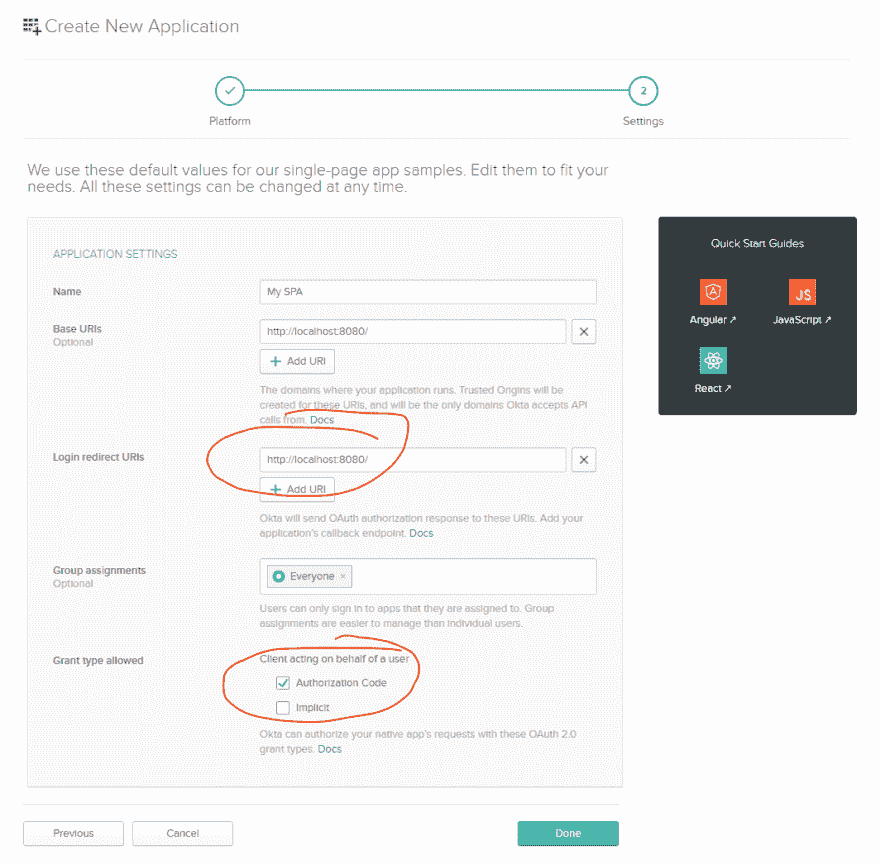 Create New Application
2
Platform
Settings
We use these default values for our single-page app samples. Edit them to fit your
needs. All these settings can be changed at any time.
APPLICATION SETTINGS
Name
My SPA
Base URIs
Optional
http://localhost:8080/
+ Add URI
The domains where your application runs. Trusted Origins will be
created for these URIs, and will be the only domains Okta accepts API
calls from. Docs
Login redirect URIs
http://localhost:8080/
+ Add URI
Okta will send OAuth authorization response to these URIs. Add your
application's callback endpoint. Docs
Group assignments
Optional
Everyone ×
Users can only sign in to apps that they are assigned to. Group
assignments are easier to manage than individual users.
Grant type allowed
Client acting on behalf of a user
Authorization Code
Implicit
Okta can authorize your native app's requests with these OAuth 2.0
grant types. Docs
Previous
Cancel
Done
Quick Start Guides
A
JS
Angular ↗
JavaScript ↗
React ↗